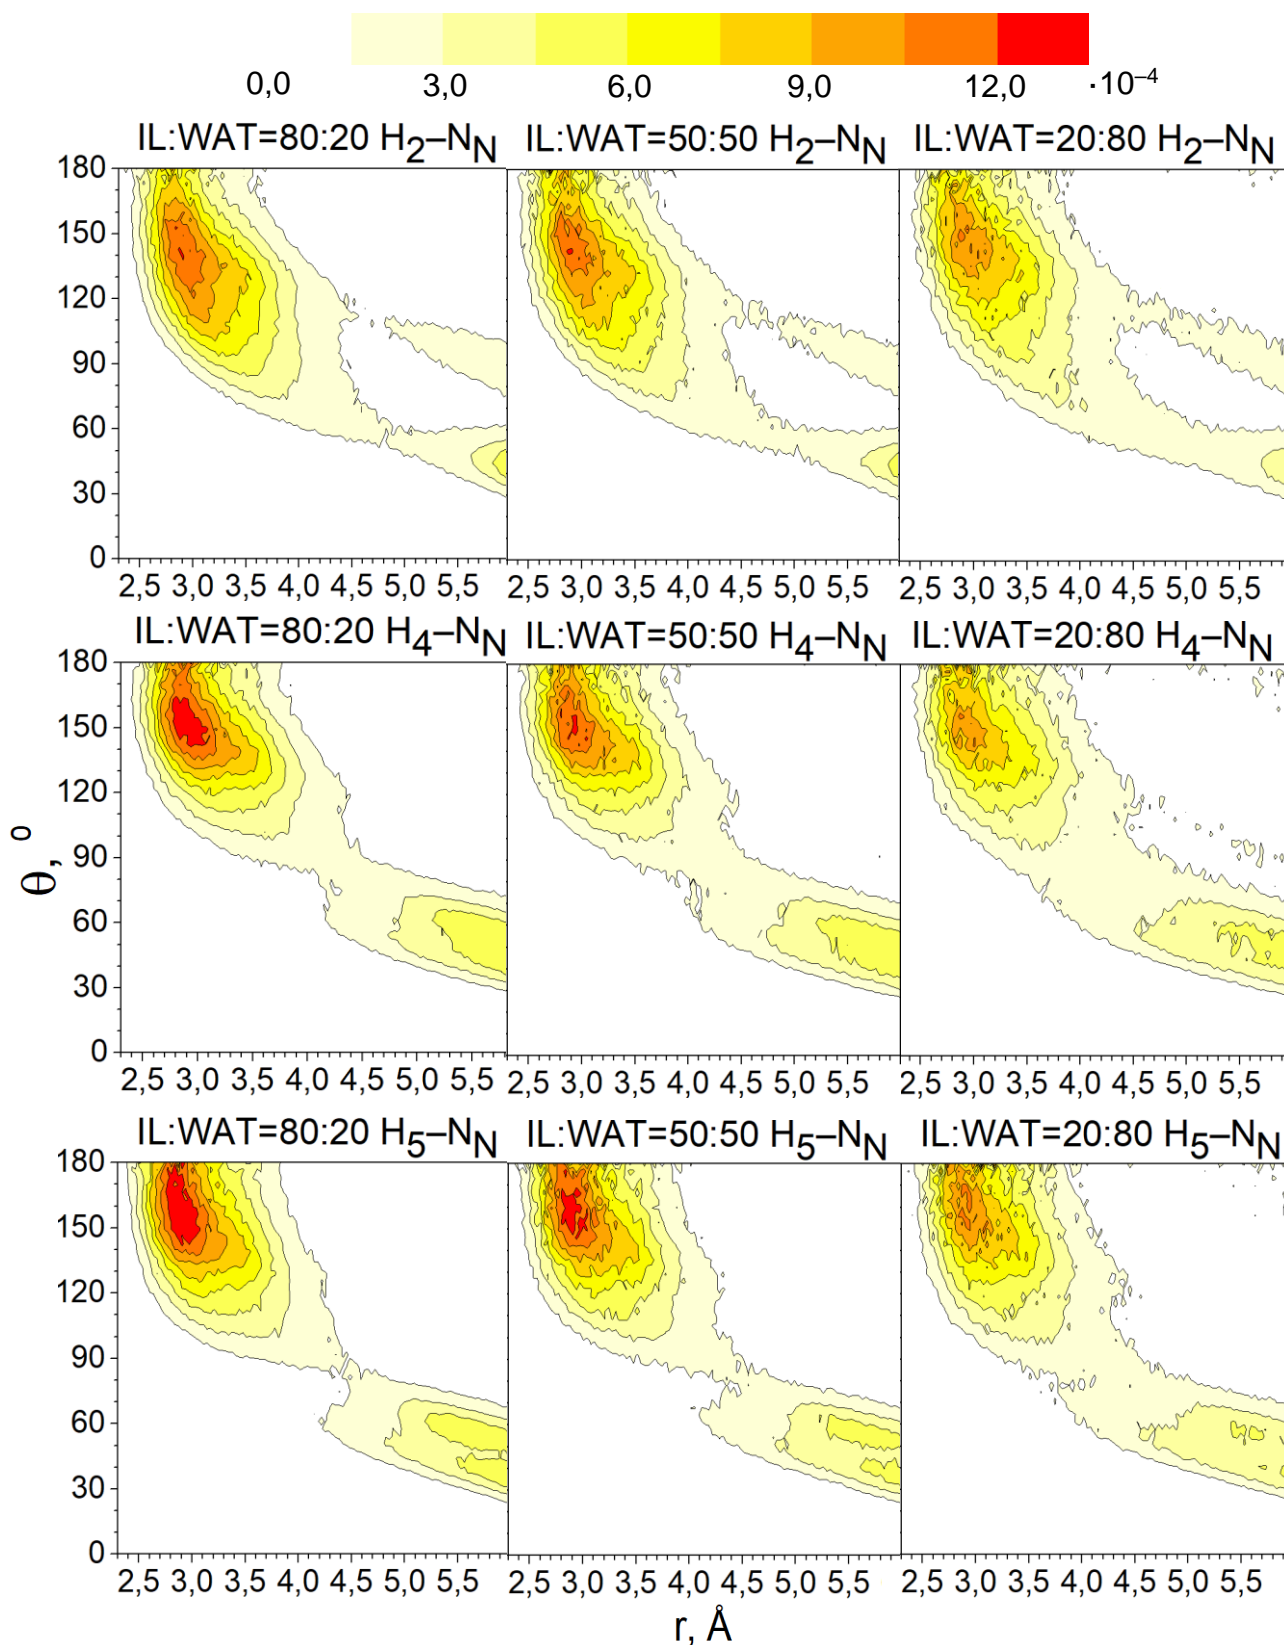 0,0 3,0 6,0 9,0 12,0 ·10⁻⁴
IL:WAT=80:20 H₂–N_N IL:WAT=50:50 H₂–N_N IL:WAT=20:80 H₂–N_N
180
150
120
90
60
30
0
2,5 3,0 3,5 4,0 4,5 5,0 5,5 2,5 3,0 3,5 4,0 4,5 5,0 5,5 2,5 3,0 3,5 4,0 4,5 5,0 5,5
IL:WAT=80:20 H₄–N_N IL:WAT=50:50 H₄–N_N IL:WAT=20:80 H₄–N_N
180
150
120
90
60
30
0
θ, ⁰
2,5 3,0 3,5 4,0 4,5 5,0 5,5 2,5 3,0 3,5 4,0 4,5 5,0 5,5 2,5 3,0 3,5 4,0 4,5 5,0 5,5
IL:WAT=80:20 H₅–N_N IL:WAT=50:50 H₅–N_N IL:WAT=20:80 H₅–N_N
180
150
120
90
60
30
0
2,5 3,0 3,5 4,0 4,5 5,0 5,5 2,5 3,0 3,5 4,0 4,5 5,0 5,5 2,5 3,0 3,5 4,0 4,5 5,0 5,5
r, Å